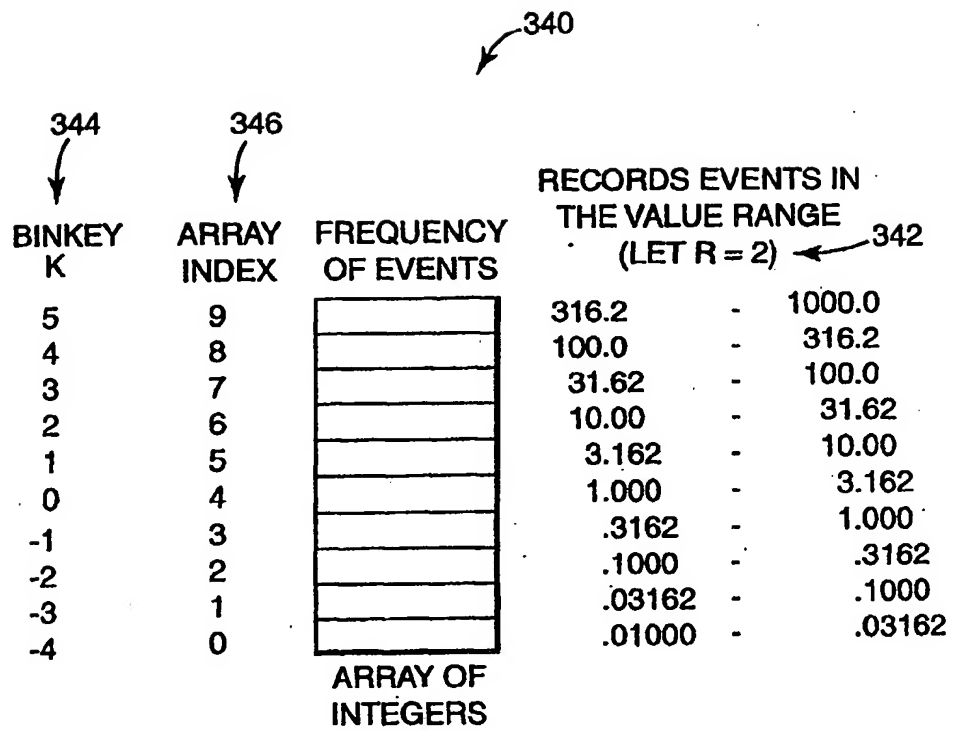 340
344 346
RECORDS EVENTS IN
THE VALUE RANGE
(LET R = 2) 342
BINKEY ARRAY FREQUENCY
K INDEX OF EVENTS
5 9 316.2 - 1000.0
4 8 100.0 - 316.2
3 7 31.62 - 100.0
2 6 10.00 - 31.62
1 5 3.162 - 10.00
0 4 1.000 - 3.162
-1 3 .3162 - 1.000
-2 2 .1000 - .3162
-3 1 .03162 - .1000
-4 0 .01000 - .03162
ARRAY OF
INTEGERS